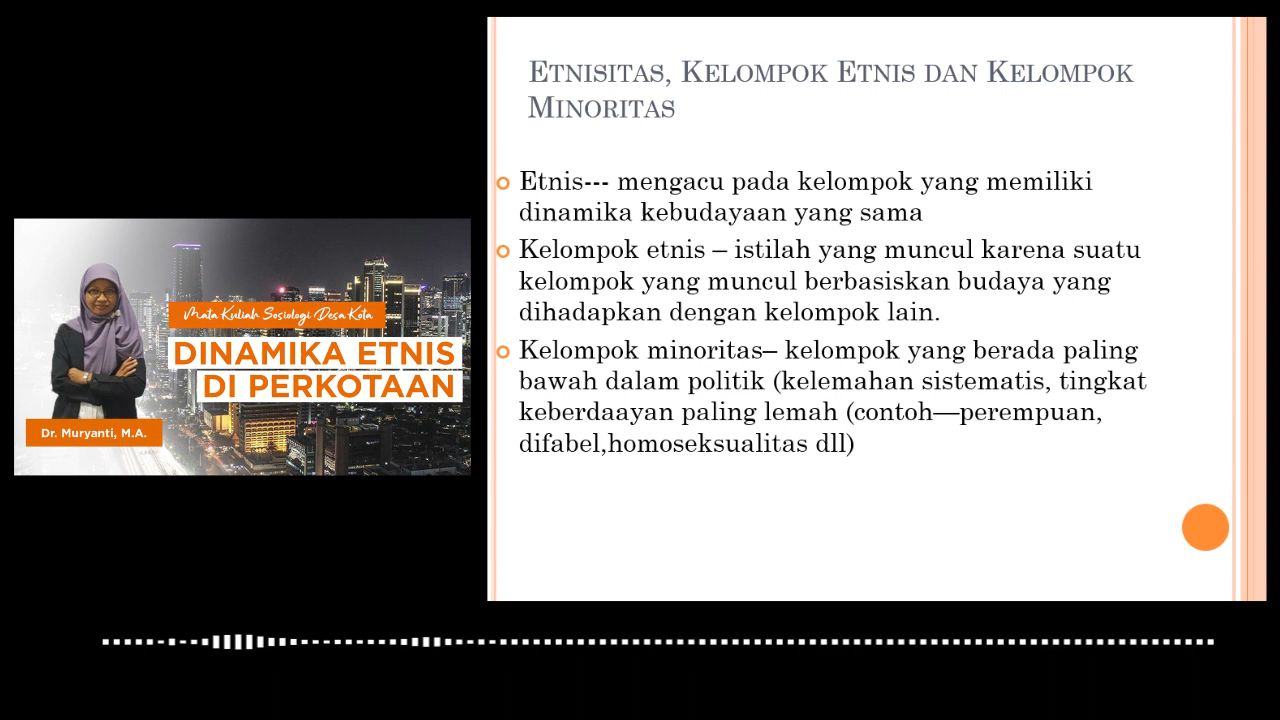 Mata Kuliah Sosiologi Desa Kota
DINAMIKA ETNIS
DI PERKOTAAN
Dr. Muryanti, M.A.
ETNISITAS, KELOMPOK ETNIS DAN KELOMPOK
MINORITAS
Etnis--- mengacu pada kelompok yang memiliki
dinamika kebudayaan yang sama
Kelompok etnis – istilah yang muncul karena suatu
kelompok yang muncul berbasiskan budaya yang
dihadapkan dengan kelompok lain.
Kelompok minoritas– kelompok yang berada paling
bawah dalam politik (kelemahan sistematis, tingkat
keberdaayan paling lemah (contoh—perempuan,
difabel,homoseksualitas dll)